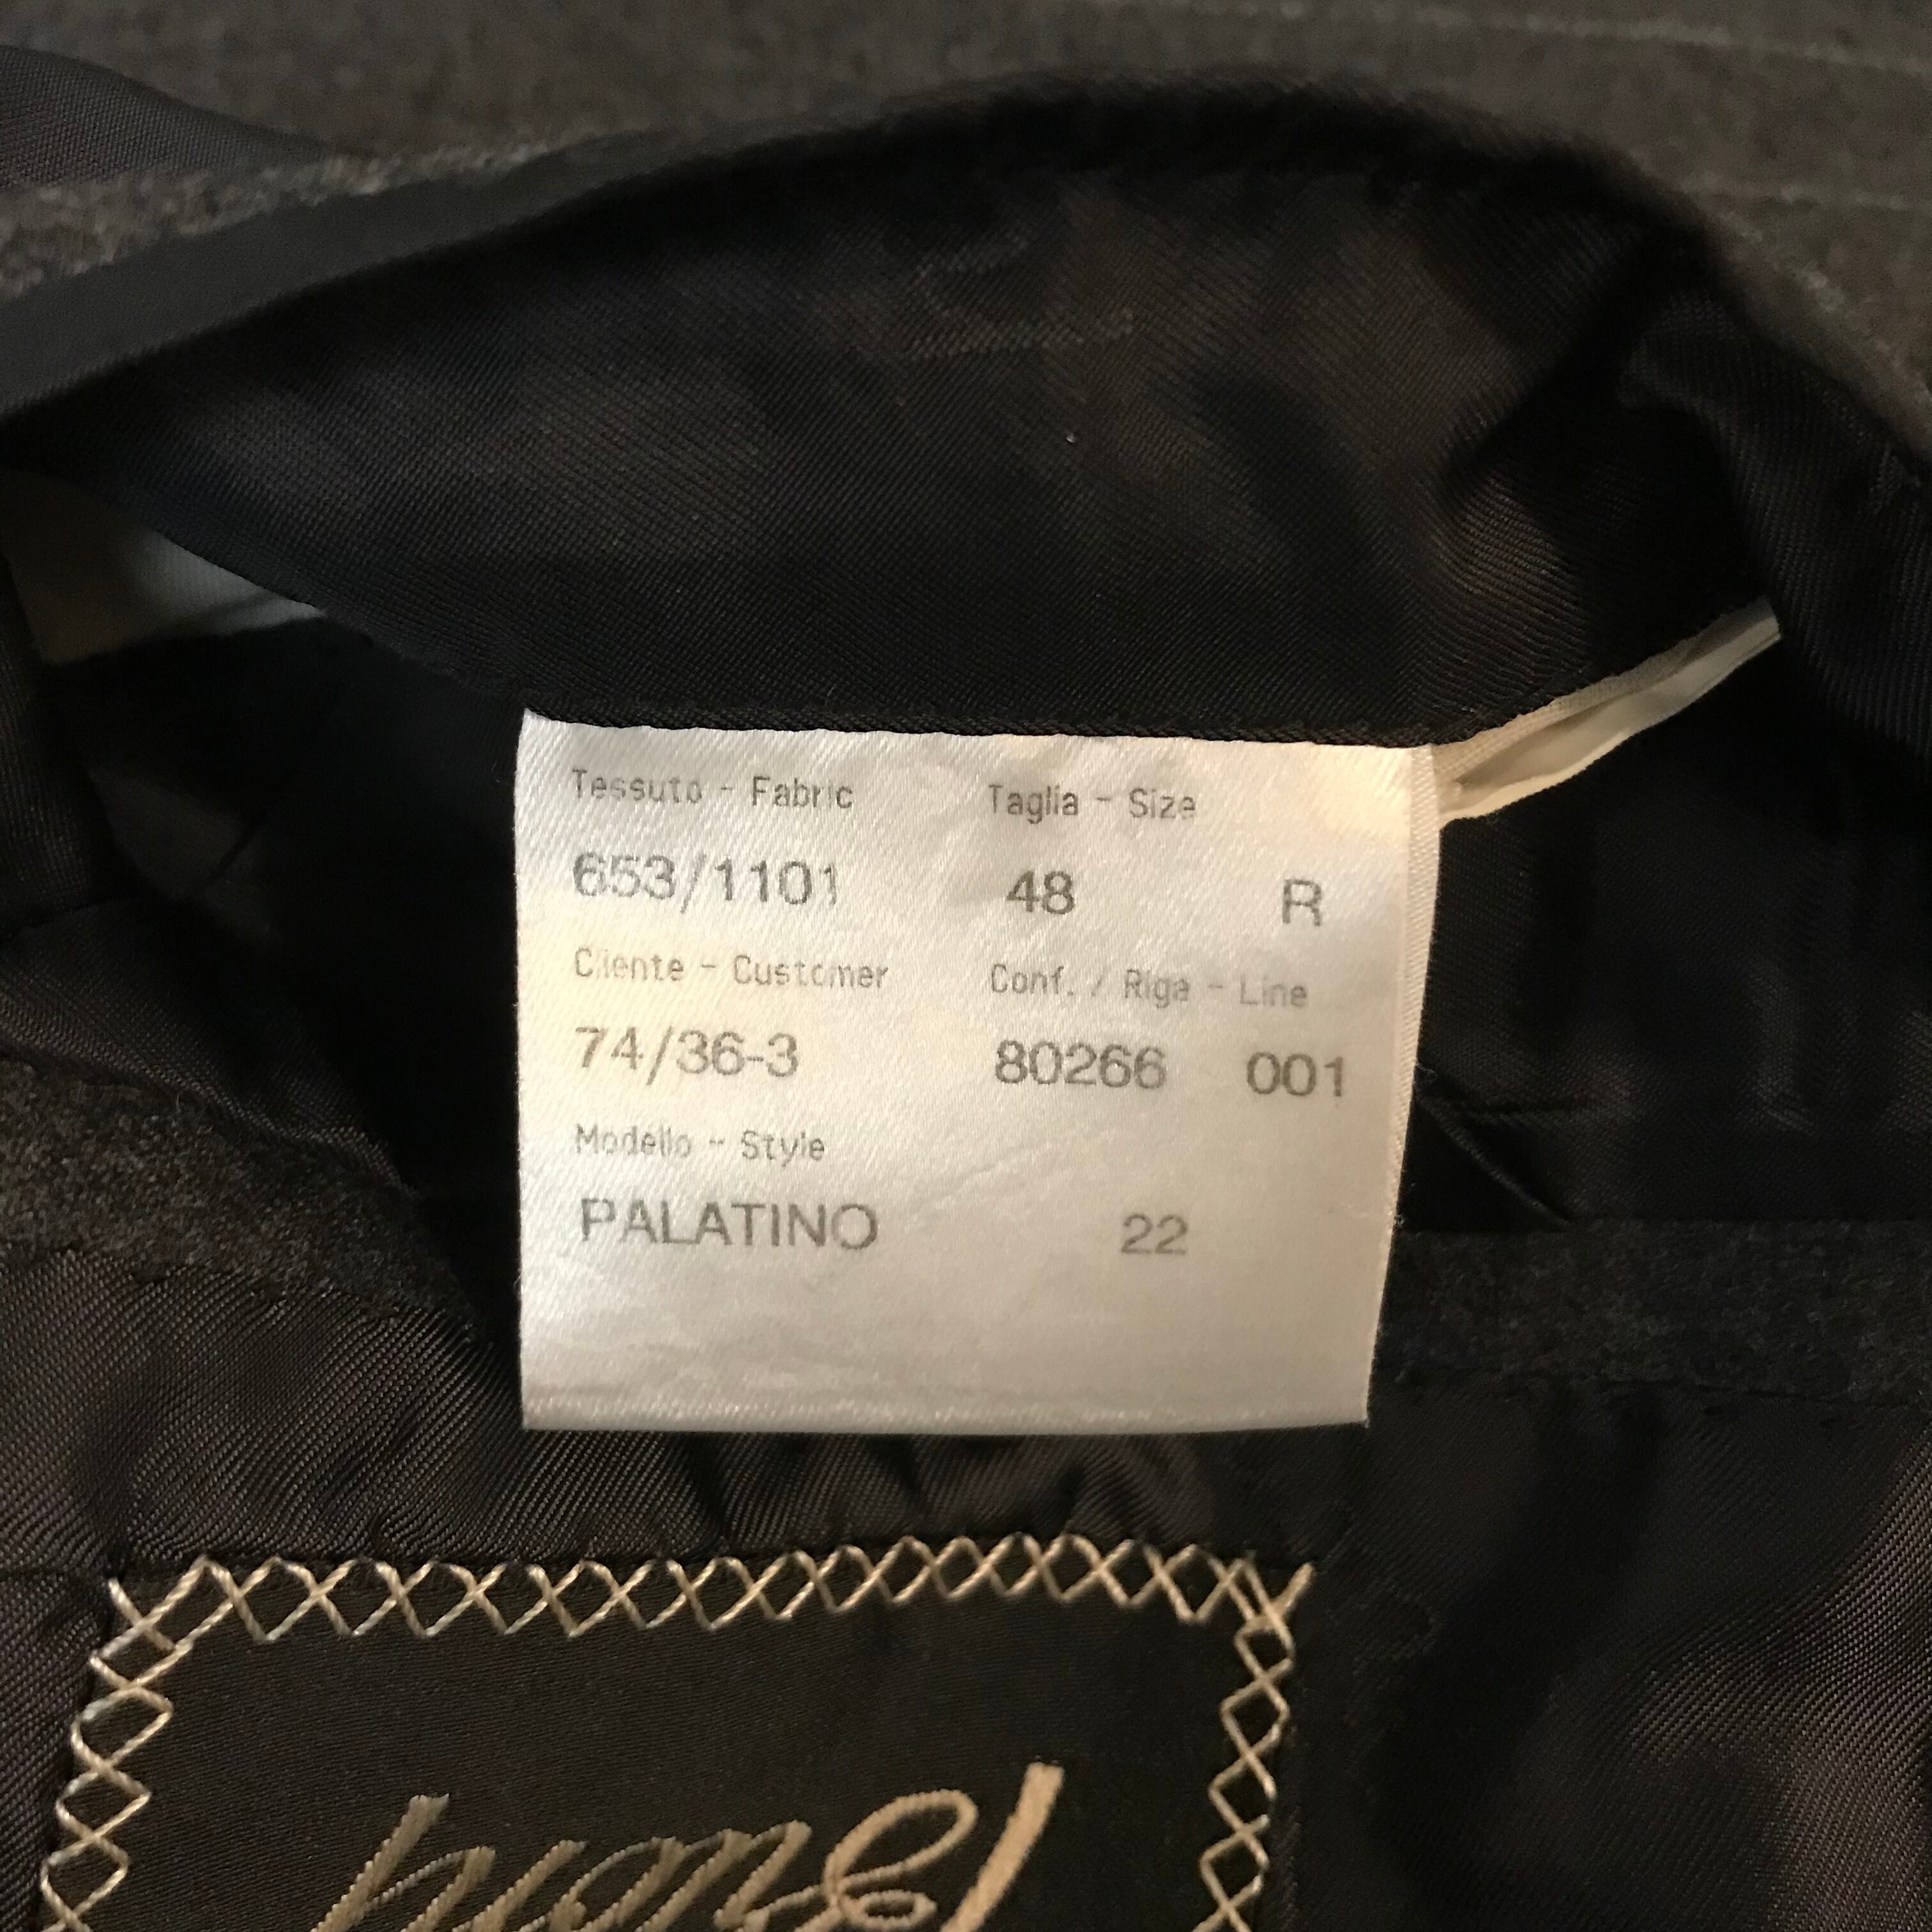 Tessuto - Fabric Taglia - Size
653/1101 48 R
Cliente - Customer Conf. / Riga - Line
74/36-3 80266 001
Modello - Style
PALATINO 22